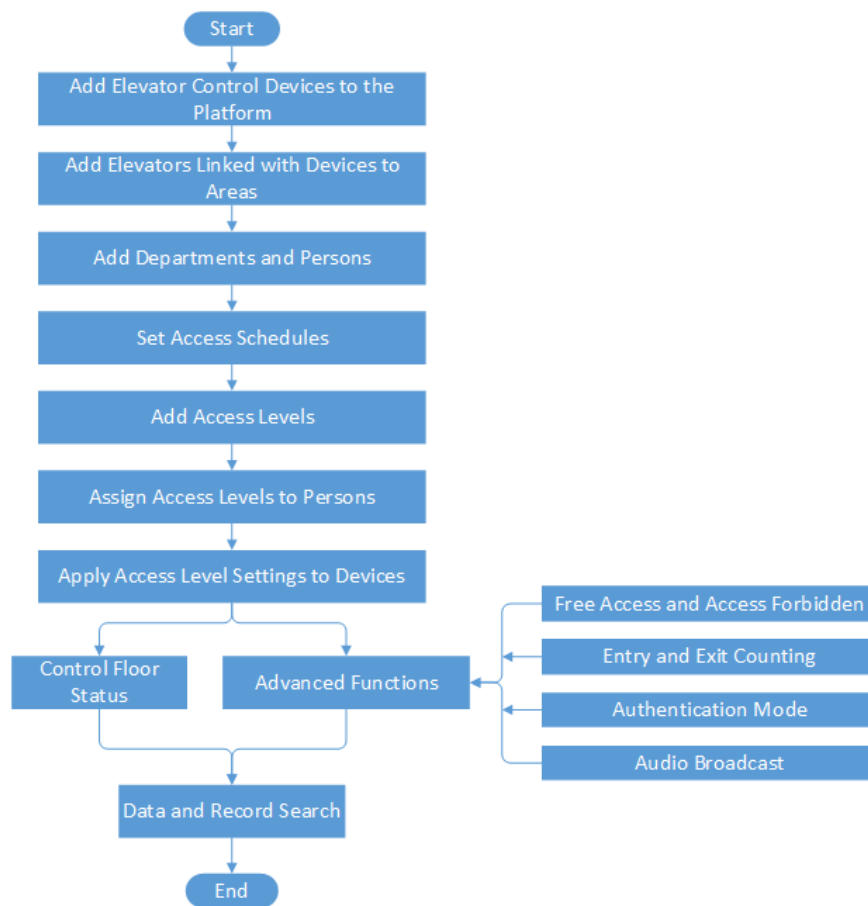 Start
Add Elevator Control Devices to the
Platform
Add Elevators Linked with Devices to
Areas
Add Departments and Persons
Set Access Schedules
Add Access Levels
Assign Access Levels to Persons
Apply Access Level Settings to Devices
Control Floor
Status
Advanced Functions
Free Access and Access Forbidden
Entry and Exit Counting
Authentication Mode
Audio Broadcast
Data and Record Search
End